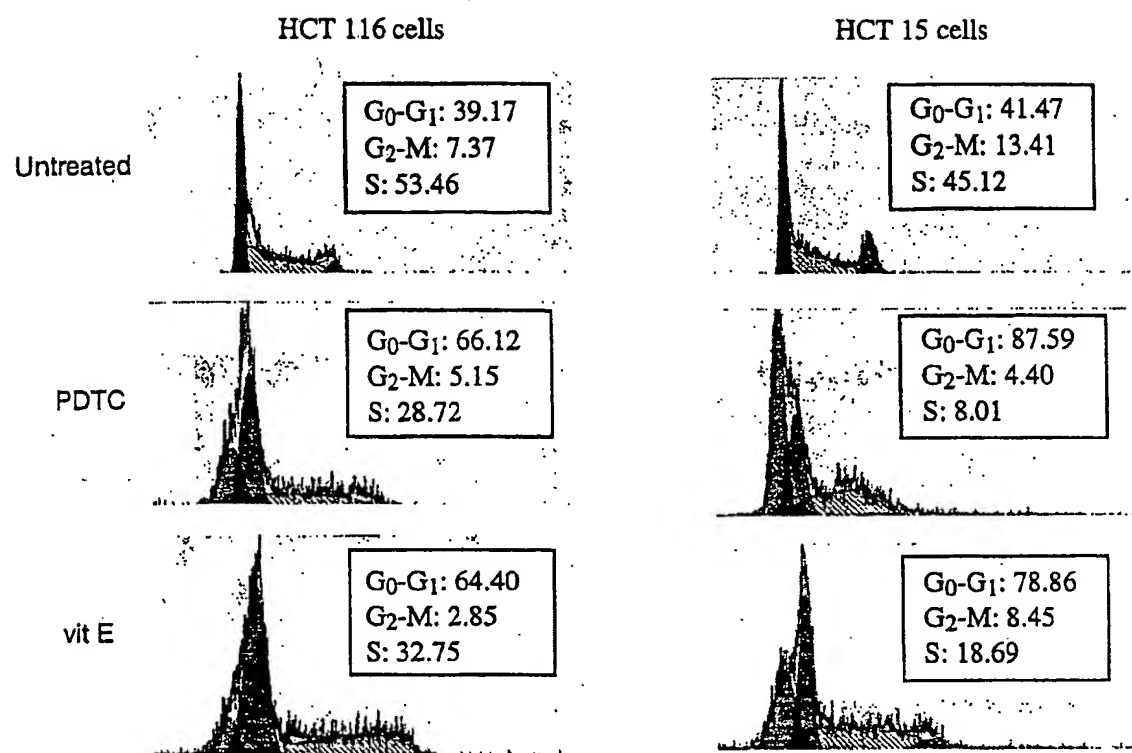 HCT 116 cells
HCT 15 cells
Untreated
G0-G1: 39.17
G2-M: 7.37
S: 53.46
G0-G1: 41.47
G2-M: 13.41
S: 45.12
PDTC
G0-G1: 66.12
G2-M: 5.15
S: 28.72
G0-G1: 87.59
G2-M: 4.40
S: 8.01
vit E
G0-G1: 64.40
G2-M: 2.85
S: 32.75
G0-G1: 78.86
G2-M: 8.45
S: 18.69